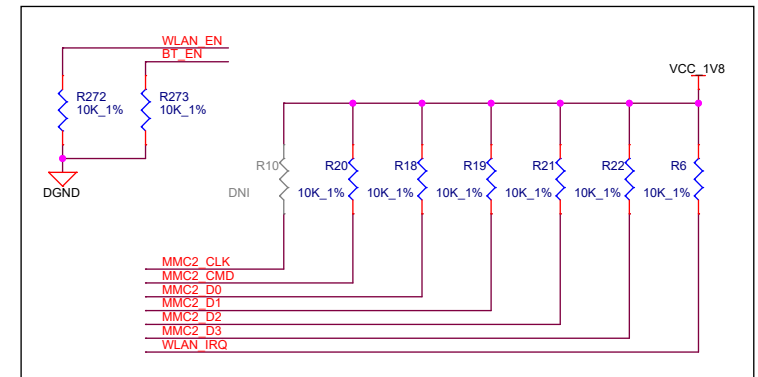 WLAN_EN
BT_EN
VCC_1V8
R272
10K_1%
R273
10K_1%
DGND
R10
DNI
R20
10K_1%
R18
10K_1%
R19
10K_1%
R21
10K_1%
R22
10K_1%
R6
10K_1%
MMC2_CLK
MMC2_CMD
MMC2_D0
MMC2_D1
MMC2_D2
MMC2_D3
WLAN_IRQ